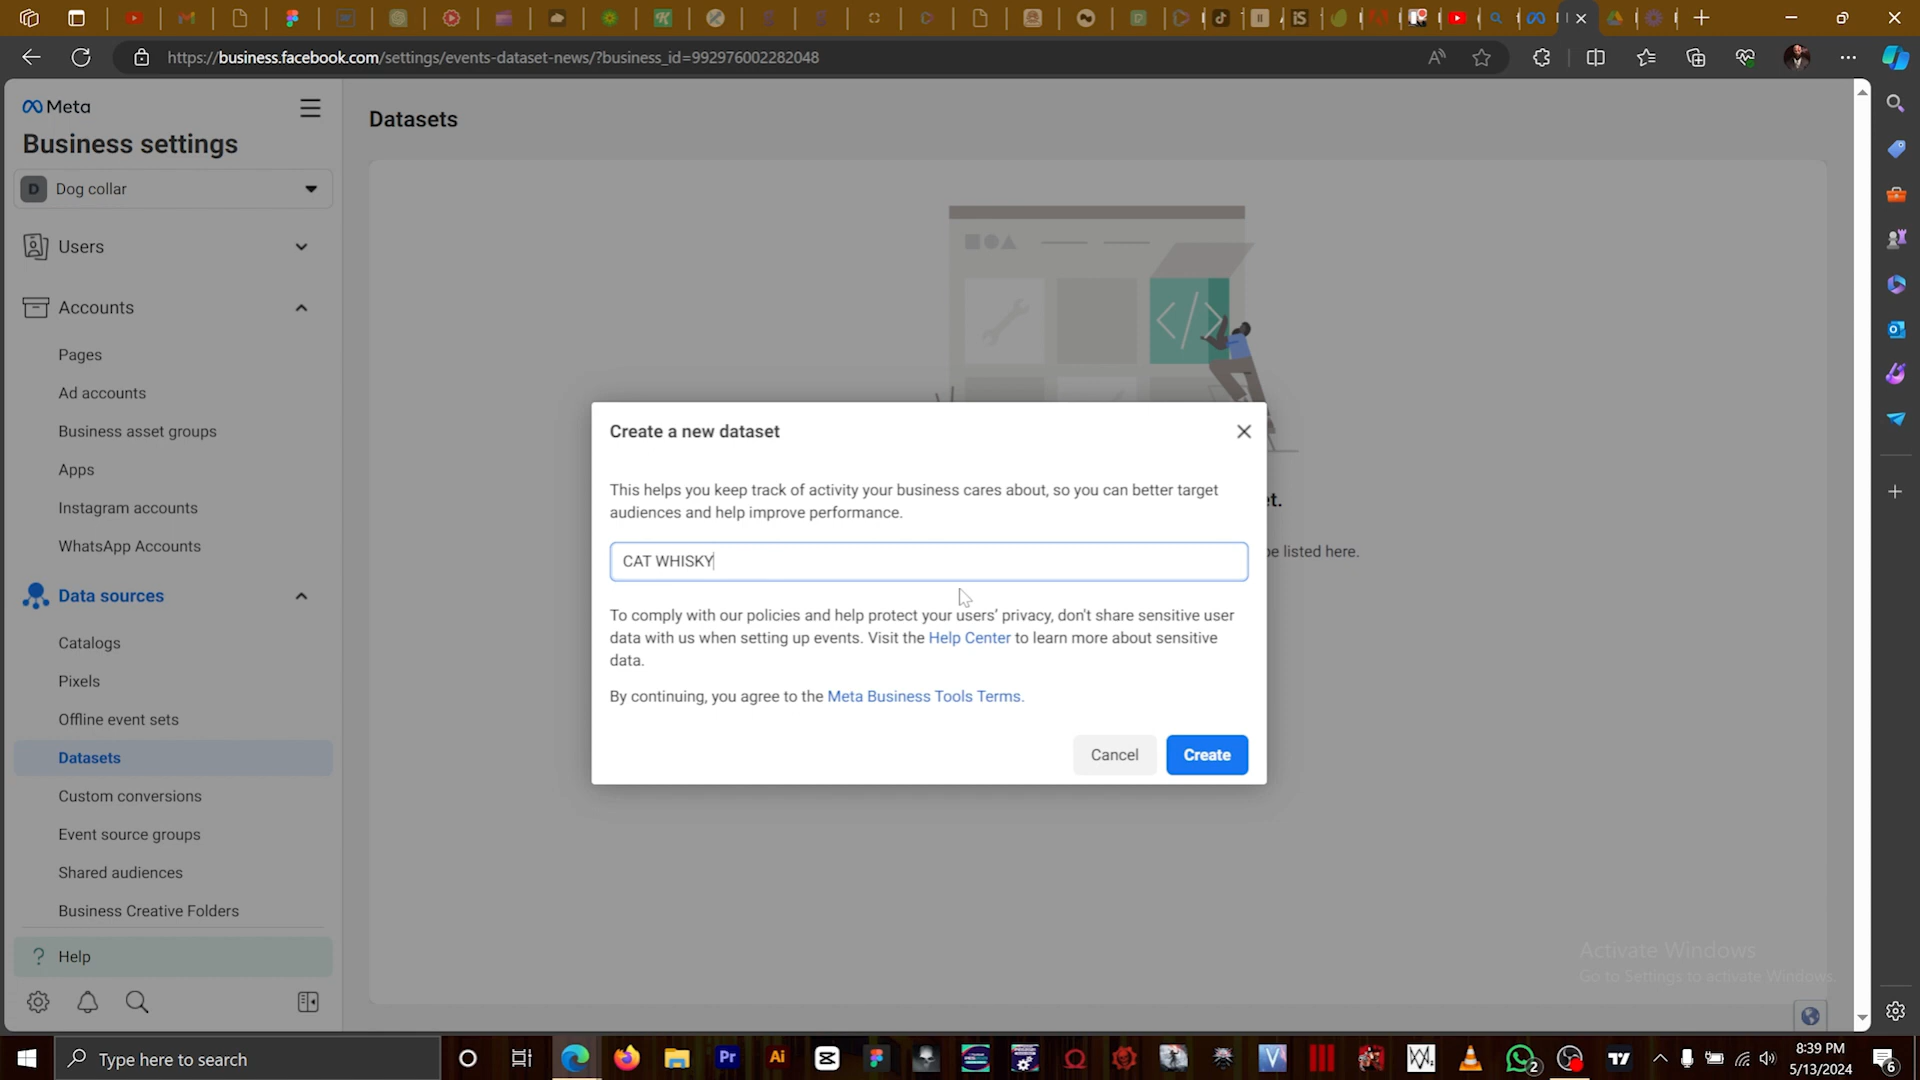 https://business.facebook.com/settings/events-dataset-news/?business_id=992976002282048
Meta
Business settings
D Dog collar
Users
Accounts
Pages
Ad accounts
Business asset groups
Apps
Instagram accounts
WhatsApp Accounts
Data sources
Catalogs
Pixels
Offline event sets
Datasets
Custom conversions
Event source groups
Shared audiences
Business Creative Folders
? Help
Datasets
et.
be listed here.
Create a new dataset
This helps you keep track of activity your business cares about, so you can better target
audiences and help improve performance.
CAT WHISKY
To comply with our policies and help protect your users' privacy, don't share sensitive user
data with us when setting up events. Visit the Help Center to learn more about sensitive
data.
By continuing, you agree to the Meta Business Tools Terms.
Cancel
Create
Activate Windows
Go to Settings to activate Windows.
Type here to search
8:39 PM
5/13/2024